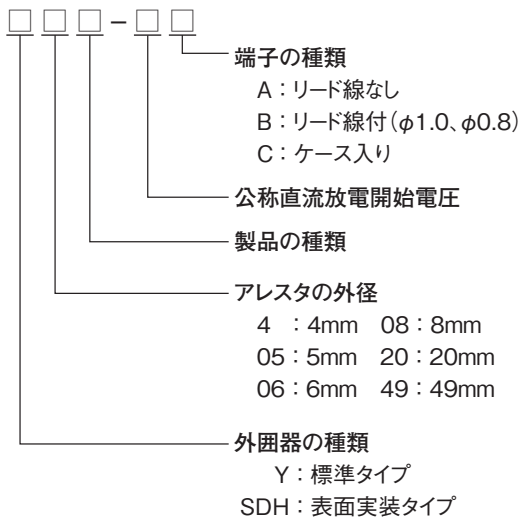 □□□－□□
端子の種類
A：リード線なし
B：リード線付（φ1.0、φ0.8）
C：ケース入り
公称直流放電開始電圧
製品の種類
アレスタの外径
4 ：4mm 08：8mm
05：5mm 20：20mm
06：6mm 49：49mm
外囲器の種類
Y：標準タイプ
SDH：表面実装タイプ